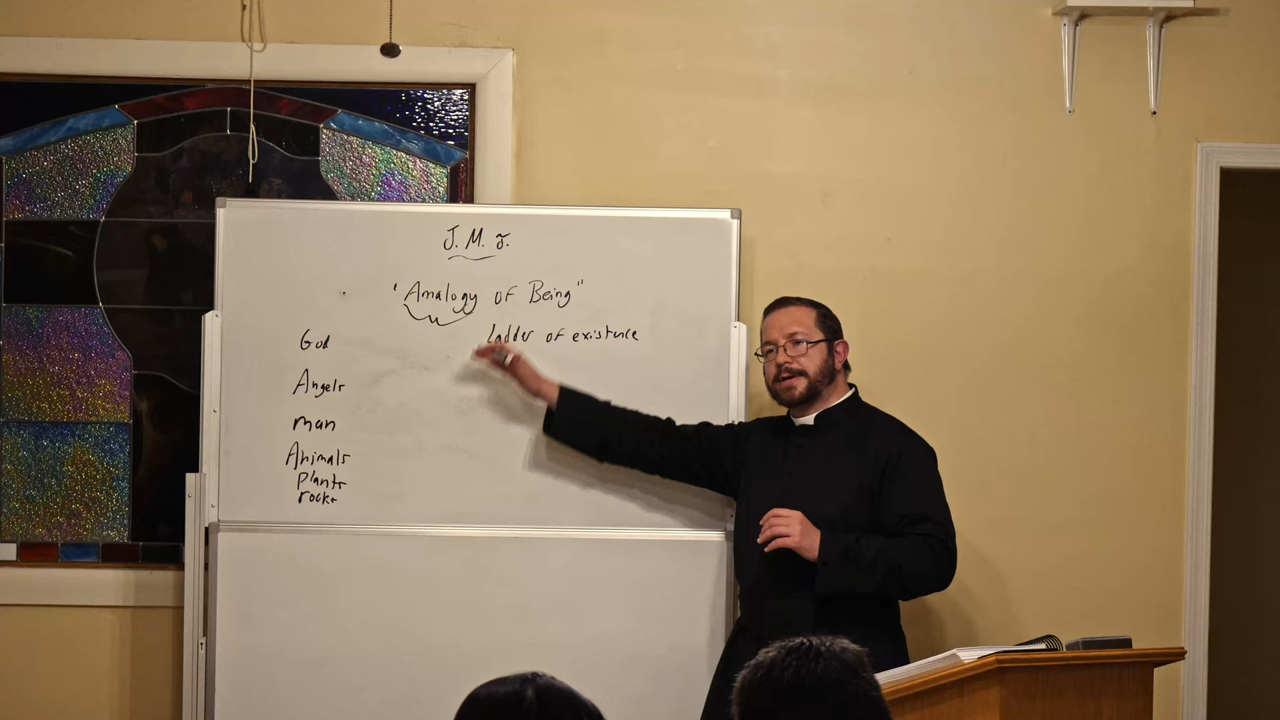 J. M. J.
"Analogy of Being"
Ladder of existence
God
Angels
man
Animals
plants
rocks